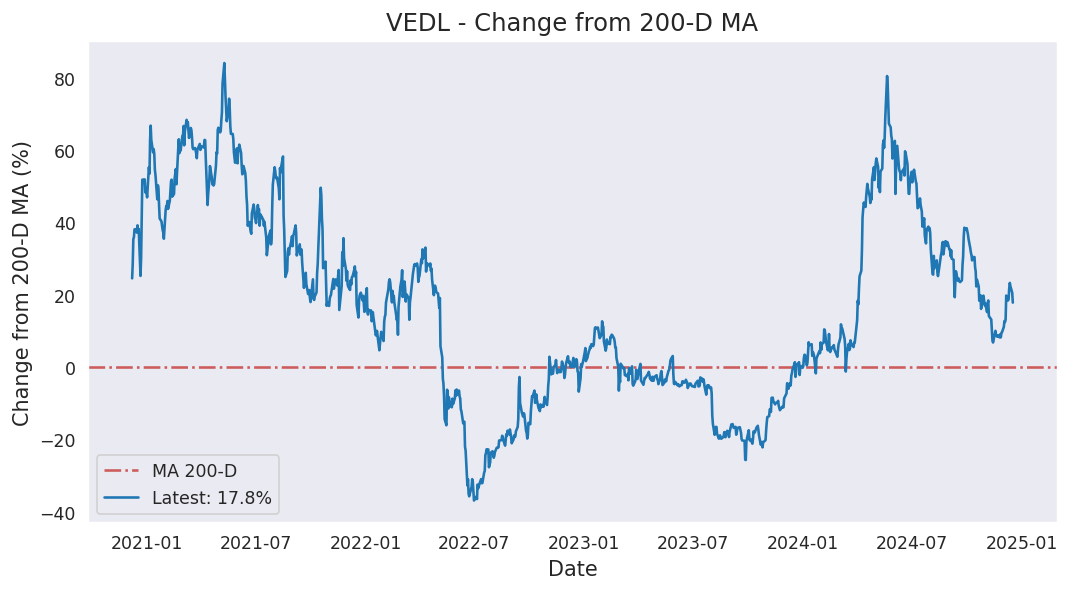 VEDL - Change from 200-D MA
Change from 200-D MA (%)
80
60
40
20
0
−20
−40
MA 200-D
Latest: 17.8%
2021-01 2021-07 2022-01 2022-07 2023-01 2023-07 2024-01 2024-07 2025-01
Date